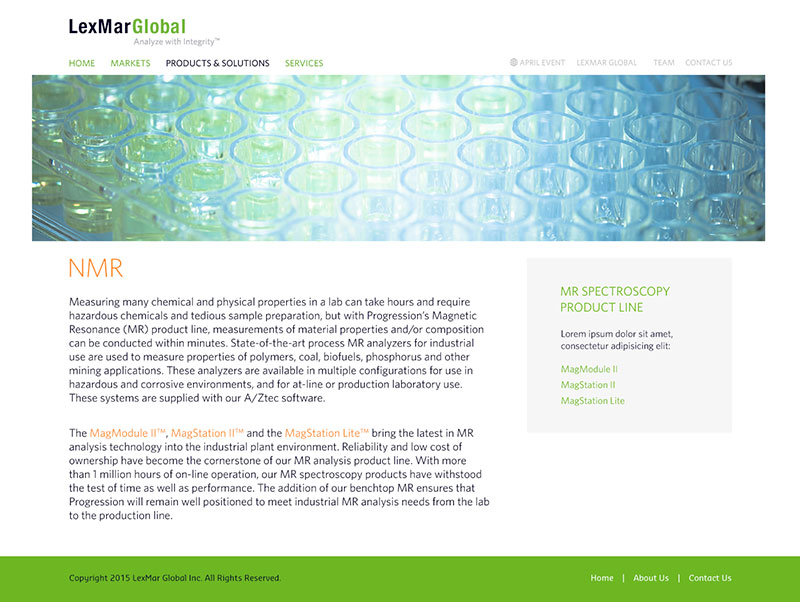 LexMarGlobal
Analyze with Integrity™
HOME MARKETS PRODUCTS & SOLUTIONS SERVICES
APRIL EVENT LEXMAR GLOBAL TEAM CONTACT US
NMR
Measuring many chemical and physical properties in a lab can take hours and require
hazardous chemicals and tedious sample preparation, but with Progression's Magnetic
Resonance (MR) product line, measurements of material properties and/or composition
can be conducted within minutes. State-of-the-art process MR analyzers for industrial
use are used to measure properties of polymers, coal, biofuels, phosphorus and other
mining applications. These analyzers are available in multiple configurations for use in
hazardous and corrosive environments, and for at-line or production laboratory use.
These systems are supplied with our A/Ztec software.
The MagModule II™, MagStation II™ and the MagStation Lite™ bring the latest in MR
analysis technology into the industrial plant environment. Reliability and low cost of
ownership have become the cornerstone of our MR analysis product line. With more
than 1 million hours of on-line operation, our MR spectroscopy products have withstood
the test of time as well as performance. The addition of our benchtop MR ensures that
Progression will remain well positioned to meet industrial MR analysis needs from the lab
to the production line.
MR SPECTROSCOPY
PRODUCT LINE
Lorem ipsum dolor sit amet,
consectetur adipisicing elit:
MagModule II
MagStation II
MagStation Lite
Copyright 2015 LexMar Global Inc. All Rights Reserved.
Home | About Us | Contact Us